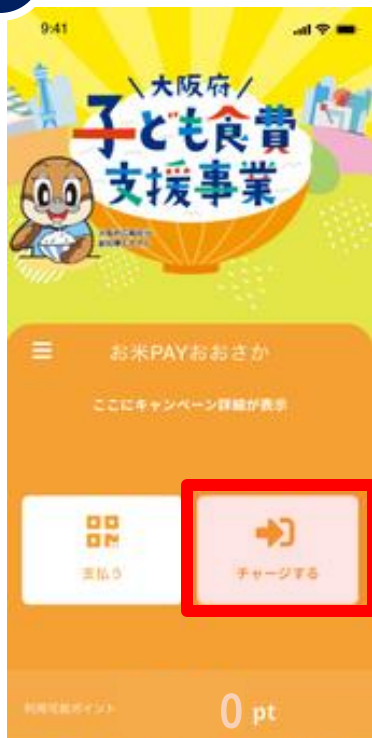 9:41
大阪府
子ども食費
支援事業
お米PAYおおさか
ここにキャンペーン詳細が表示
支払う
チャージする
利用可能ポイント
0 pt